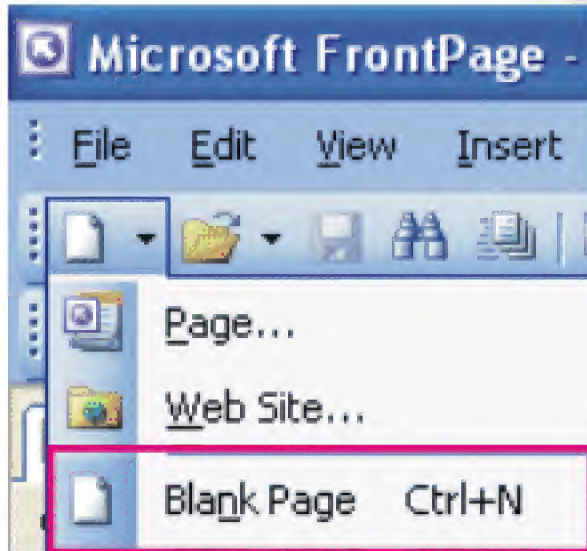 Microsoft FrontPage -
File Edit View Insert
Page...
Web Site...
Blank Page Ctrl+N